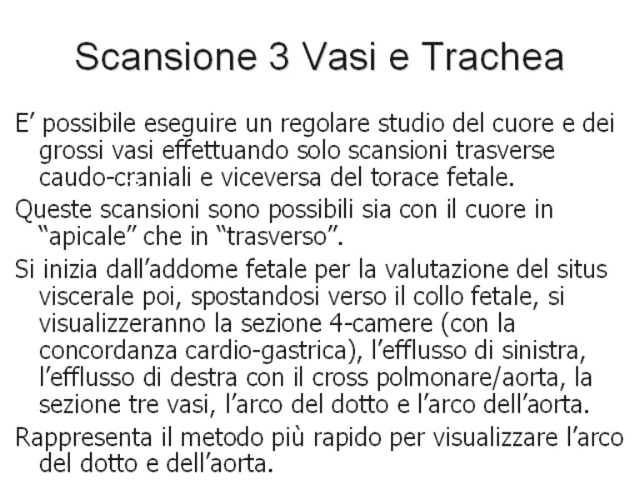 Scansione 3 Vasi e Trachea
E' possibile eseguire un regolare studio del cuore e dei
grossi vasi effettuando solo scansioni trasverse
caudo-craniali e viceversa del torace fetale.
Queste scansioni sono possibili sia con il cuore in
“apicale” che in “trasverso”.
Si inizia dall'addome fetale per la valutazione del situs
viscerale poi, spostandosi verso il collo fetale, si
visualizzeranno la sezione 4-camere (con la
concordanza cardio-gastrica), l'efflusso di sinistra,
l'efflusso di destra con il cross polmonare/aorta, la
sezione tre vasi, l'arco del dotto e l'arco dell'aorta.
Rappresenta il metodo più rapido per visualizzare l'arco
del dotto e dell'aorta.